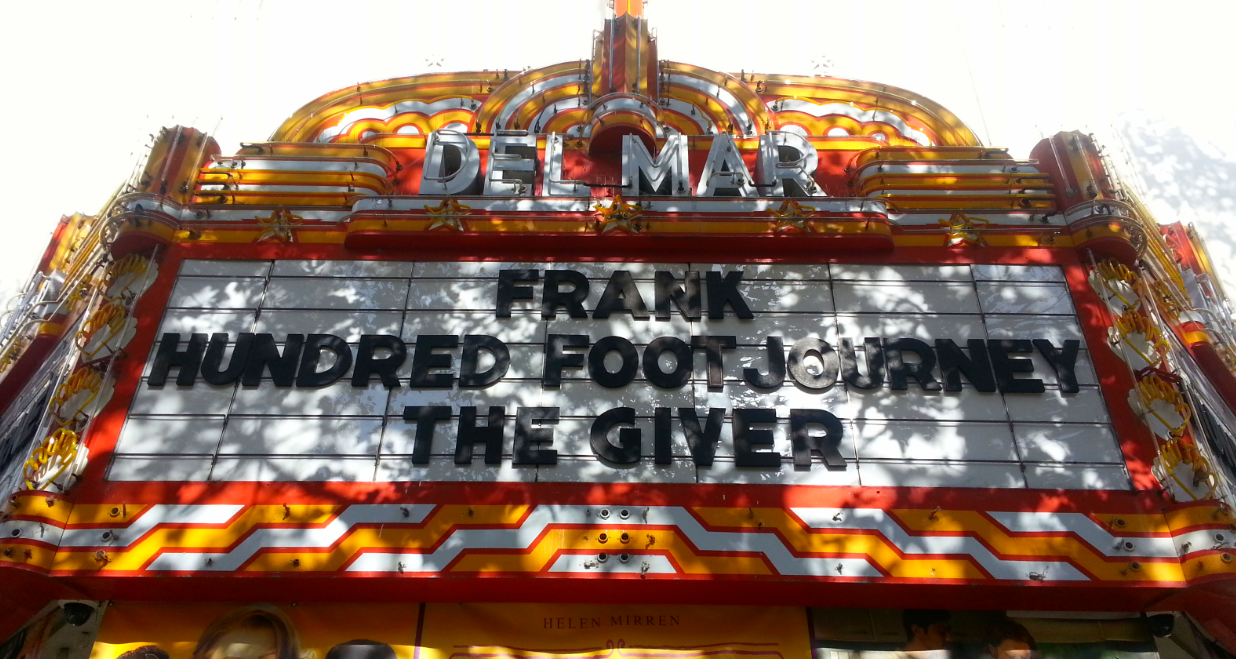 DEL MAR
FRANK
HUNDRED FOOT JOURNEY
THE GIVER
HELEN MIRREN